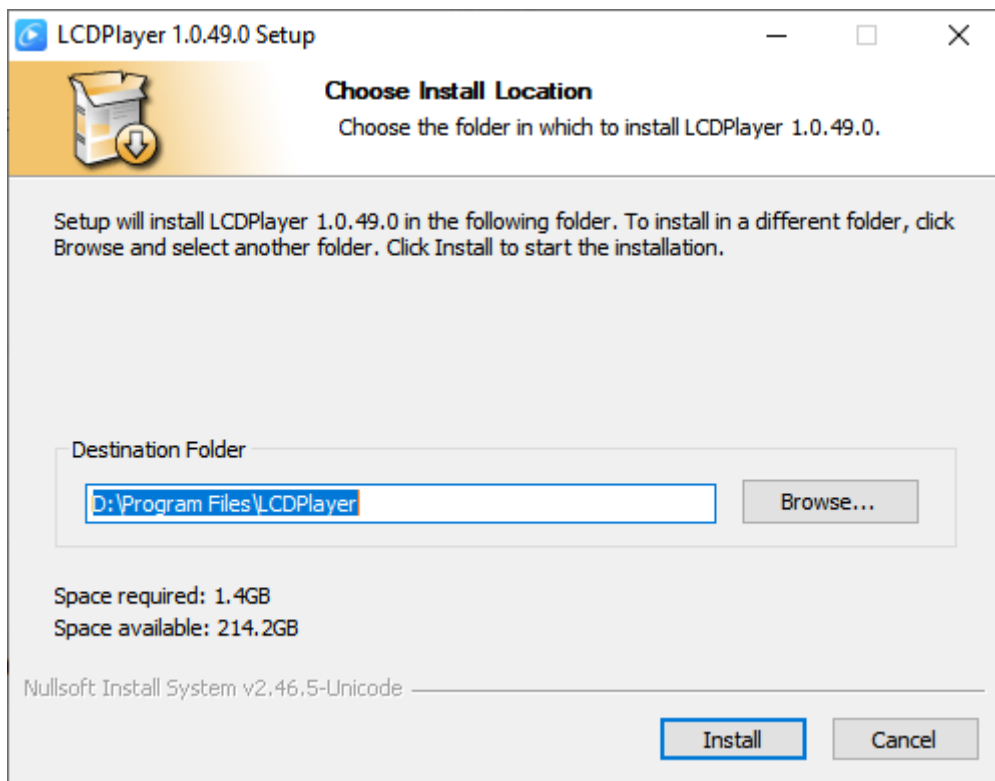 LCDPlayer 1.0.49.0 Setup
Choose Install Location
Choose the folder in which to install LCDPlayer 1.0.49.0.
Setup will install LCDPlayer 1.0.49.0 in the following folder. To install in a different folder, click
Browse and select another folder. Click Install to start the installation.
Destination Folder
D:\Program Files\LCDPlayer
Browse...
Space required: 1.4GB
Space available: 214.2GB
Nullsoft Install System v2.46.5-Unicode
Install
Cancel